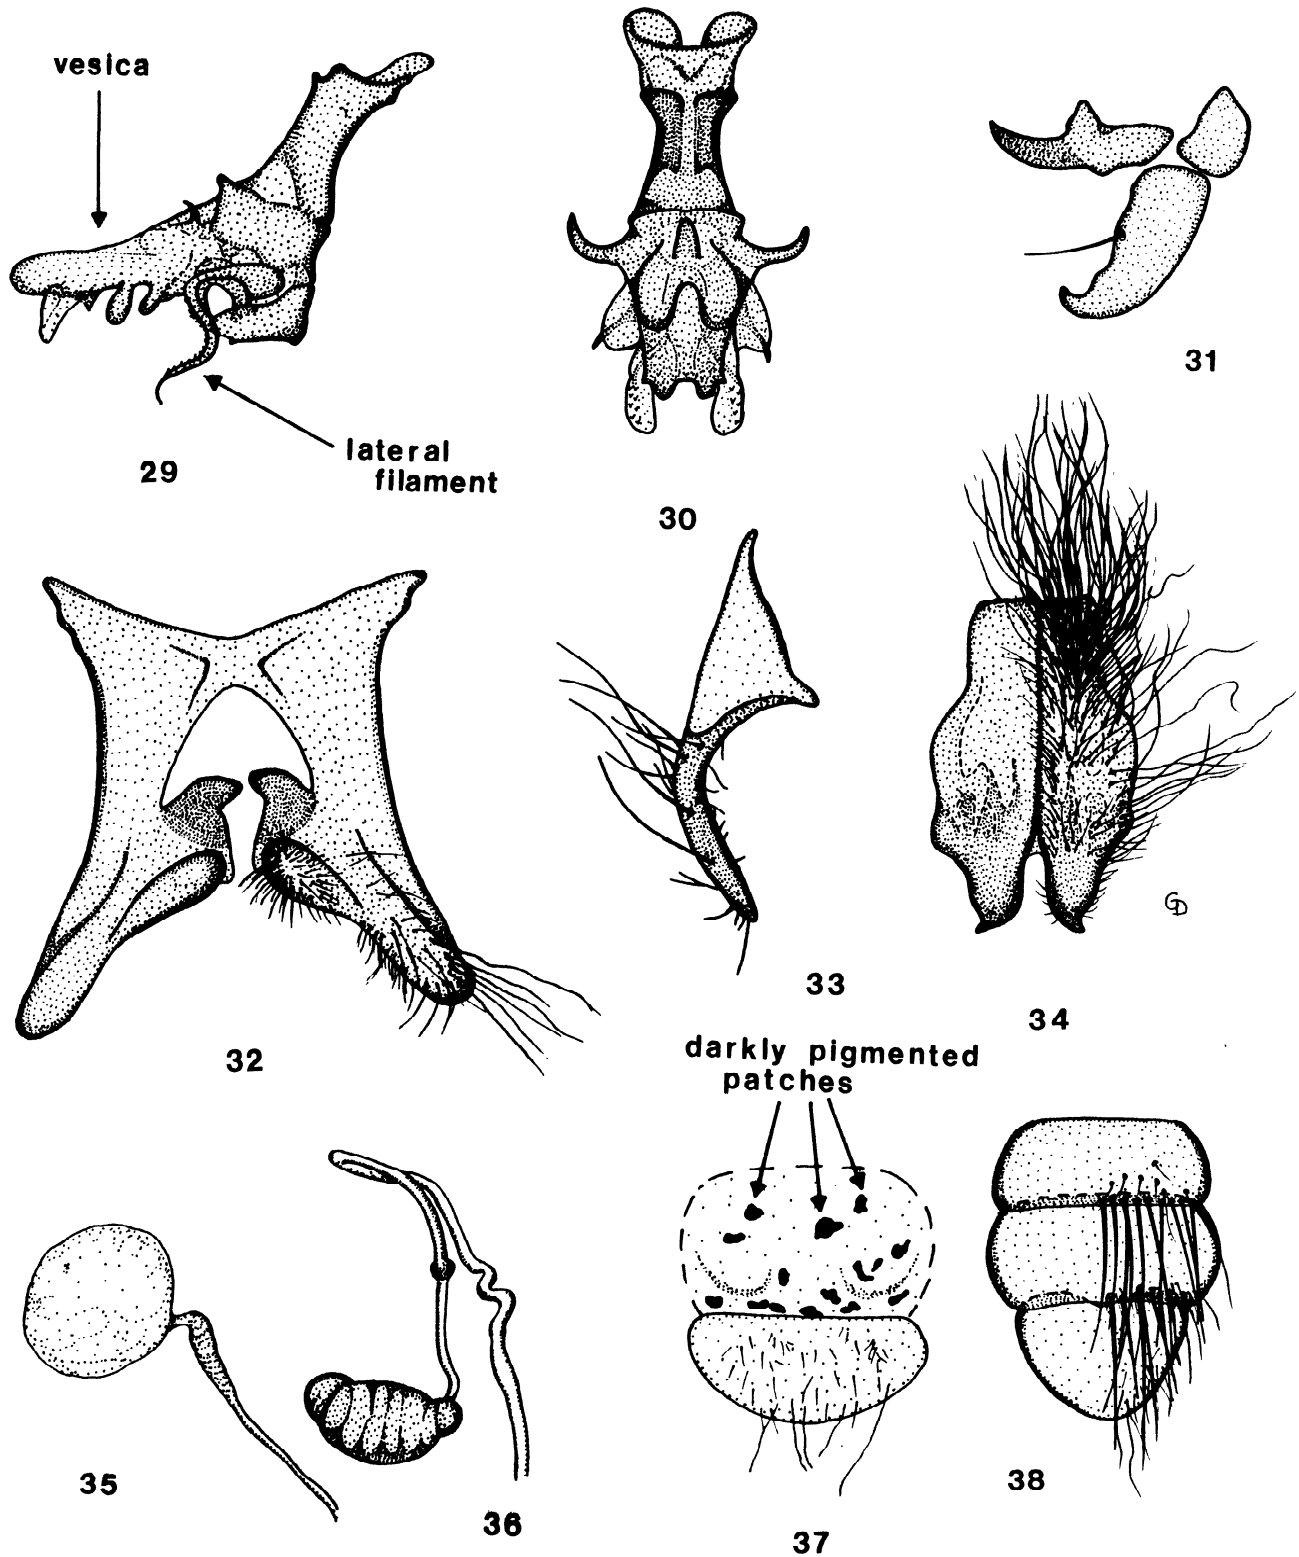 vesica
31
lateral
filament
29
30
GD
33
34
32
darkly pigmented
patches
35
36
37
38